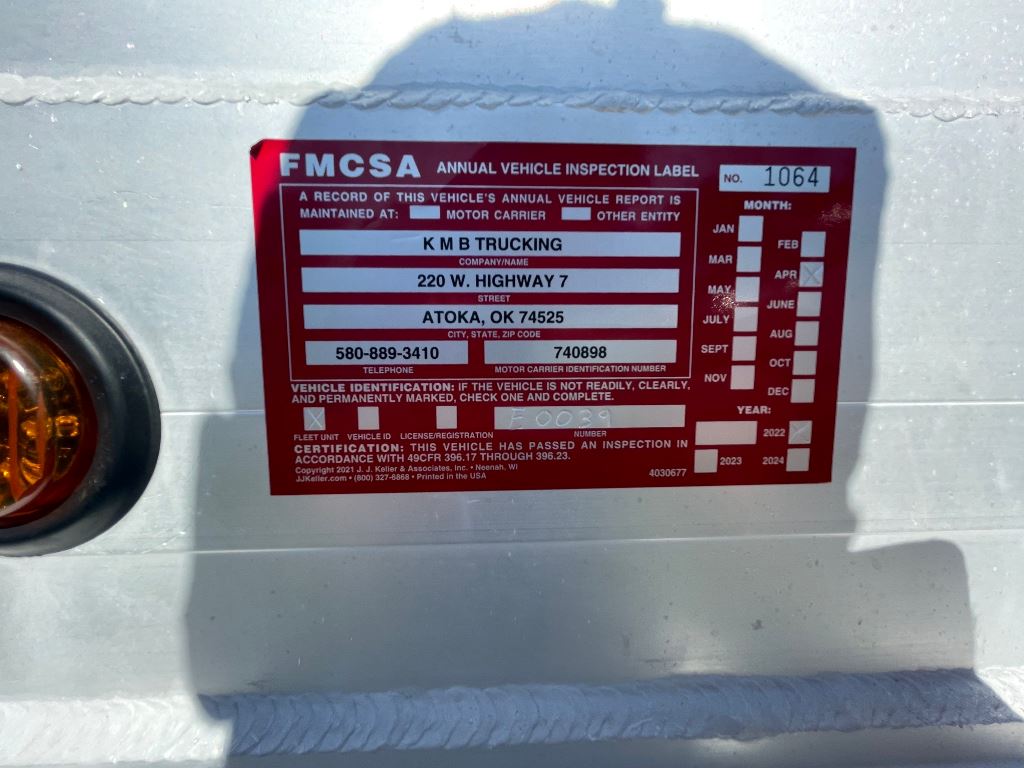 FMCSA ANNUAL VEHICLE INSPECTION LABEL
NO. 1064
A RECORD OF THIS VEHICLE'S ANNUAL VEHICLE REPORT IS
MAINTAINED AT: MOTOR CARRIER OTHER ENTITY
K M B TRUCKING
COMPANY/NAME
220 W. HIGHWAY 7
STREET
ATOKA, OK 74525
CITY, STATE, ZIP CODE
580-889-3410 740898
TELEPHONE MOTOR CARRIER IDENTIFICATION NUMBER
VEHICLE IDENTIFICATION: IF THE VEHICLE IS NOT READILY, CLEARLY,
AND PERMANENTLY MARKED, CHECK ONE AND COMPLETE.
X E0039
FLEET UNIT VEHICLE ID LICENSE/REGISTRATION NUMBER
CERTIFICATION: THIS VEHICLE HAS PASSED AN INSPECTION IN
ACCORDANCE WITH 49CFR 396.17 THROUGH 396.23.
Copyright 2021 J. J. Keller & Associates, Inc. • Neenah, WI
JJKeller.com • (800) 327-6868 • Printed in the USA 4030677
MONTH:
JAN FEB
MAR APR X
MAY JUNE
JULY AUG
SEPT OCT
NOV DEC
YEAR:
2022 X
2023 2024